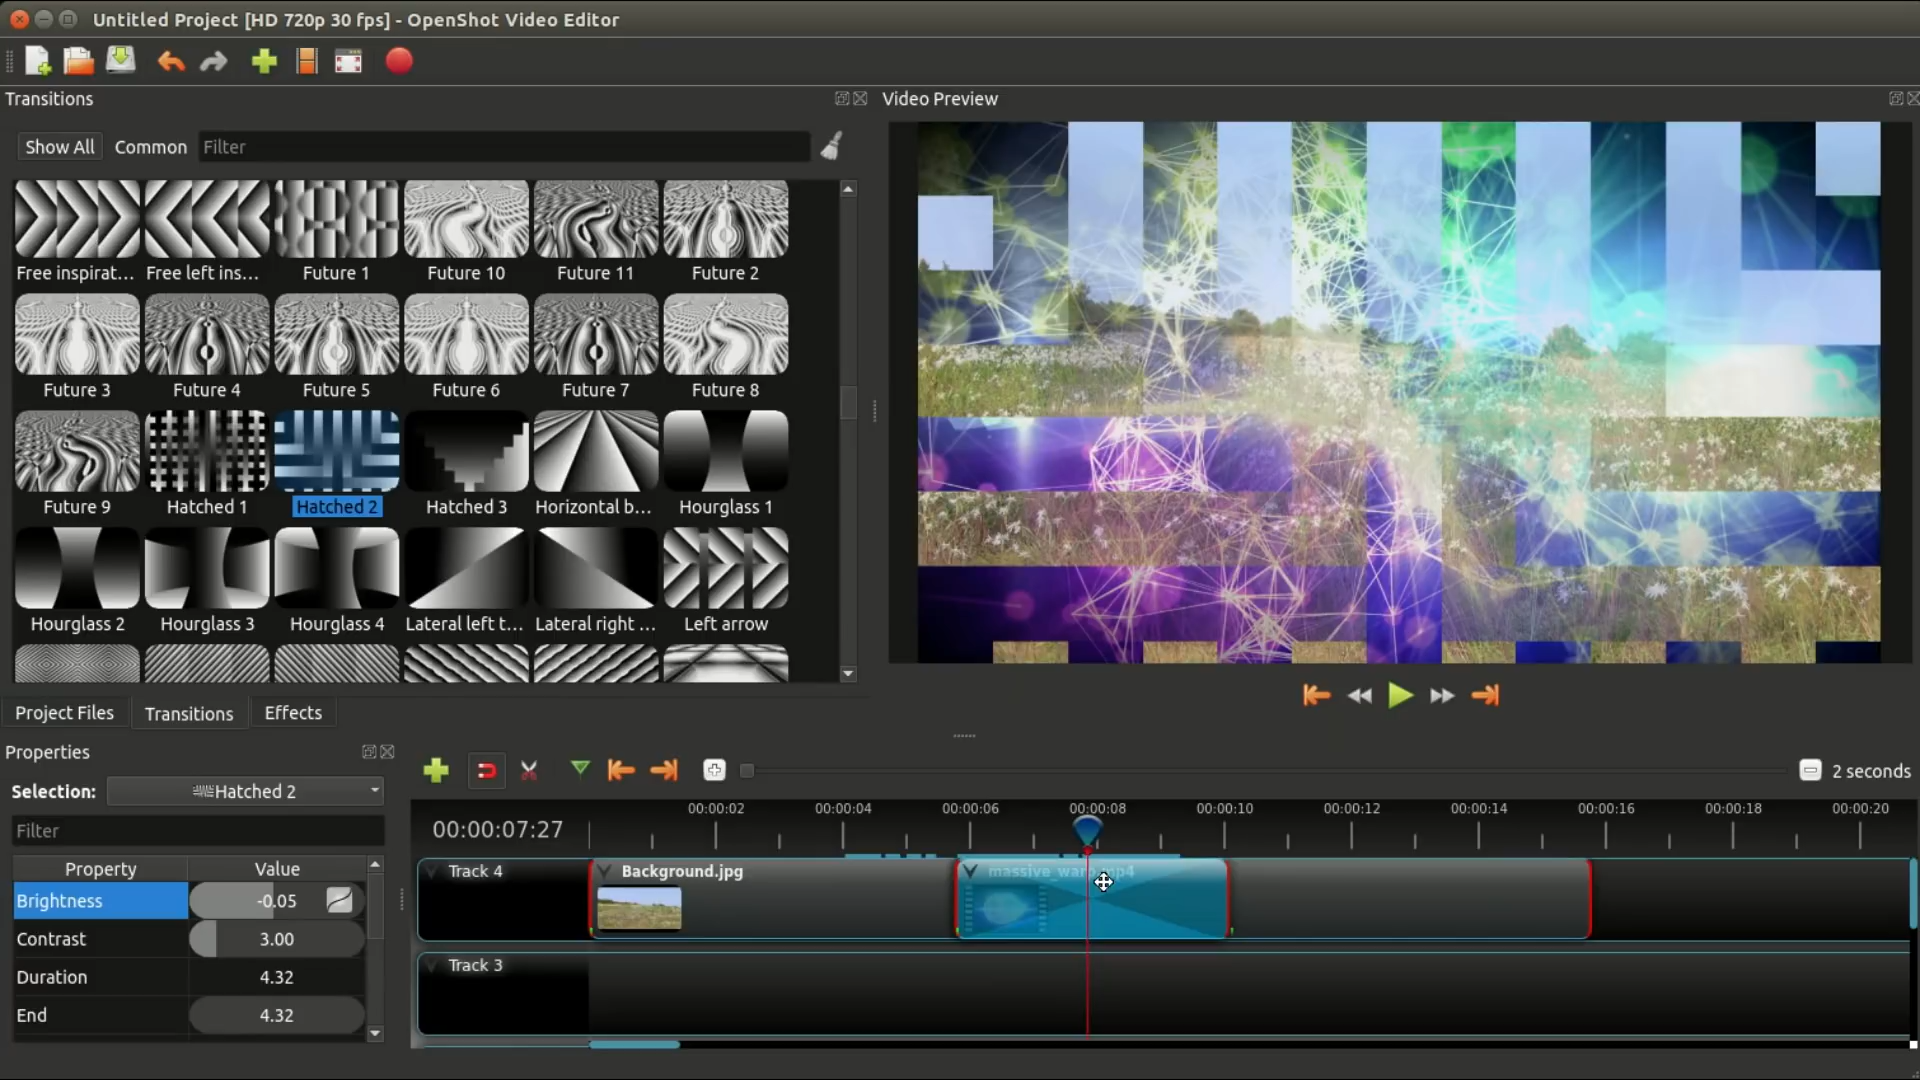 Untitled Project [HD 720p 30 fps] - OpenShot Video Editor
Transitions
Video Preview
Show All Common Filter
Free inspirat... Free left ins... Future 1 Future 10 Future 11 Future 2
Future 3 Future 4 Future 5 Future 6 Future 7 Future 8
Future 9 Hatched 1 Hatched 2 Hatched 3 Horizontal b... Hourglass 1
Hourglass 2 Hourglass 3 Hourglass 4 Lateral left t... Lateral right ... Left arrow
Project Files Transitions Effects
Properties
Selection: Hatched 2
Filter
Property Value
Brightness -0.05
Contrast 3.00
Duration 4.32
End 4.32
2 seconds
00:00:07:27
00:00:02 00:00:04 00:00:06 00:00:08 00:00:10 00:00:12 00:00:14 00:00:16 00:00:18 00:00:20
Track 4 Background.jpg
Track 3